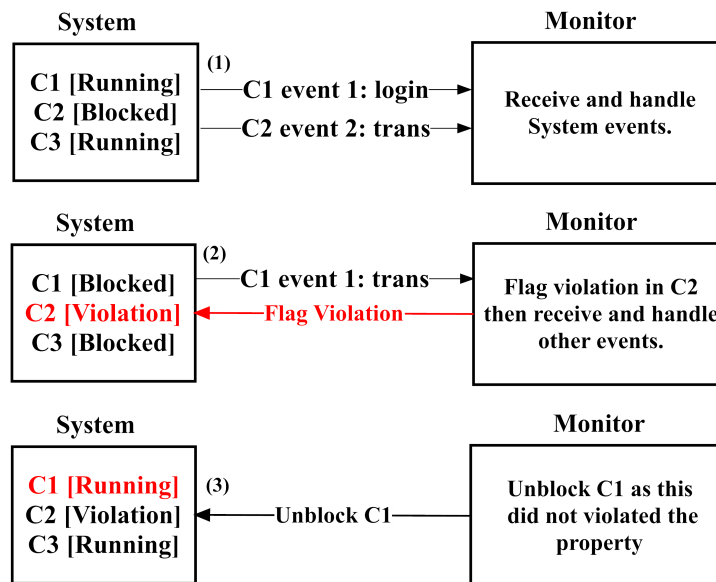 System
Monitor
C1 [Running]
C2 [Blocked]
C3 [Running]
(1)
C1 event 1: login
C2 event 2: trans
Receive and handle
System events.
System
Monitor
C1 [Blocked]
C2 [Violation]
C3 [Blocked]
(2)
C1 event 1: trans
Flag Violation
Flag violation in C2
then receive and handle
other events.
System
Monitor
C1 [Running]
C2 [Violation]
C3 [Running]
(3)
Unblock C1
Unblock C1 as this
did not violated the
property